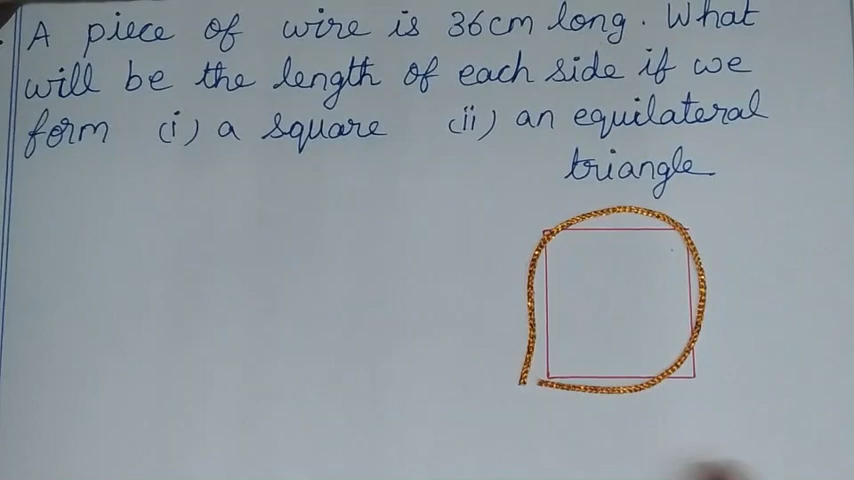 A piece of wire is 36cm long. What
will be the length of each side if we
form (i) a square (ii) an equilateral
triangle